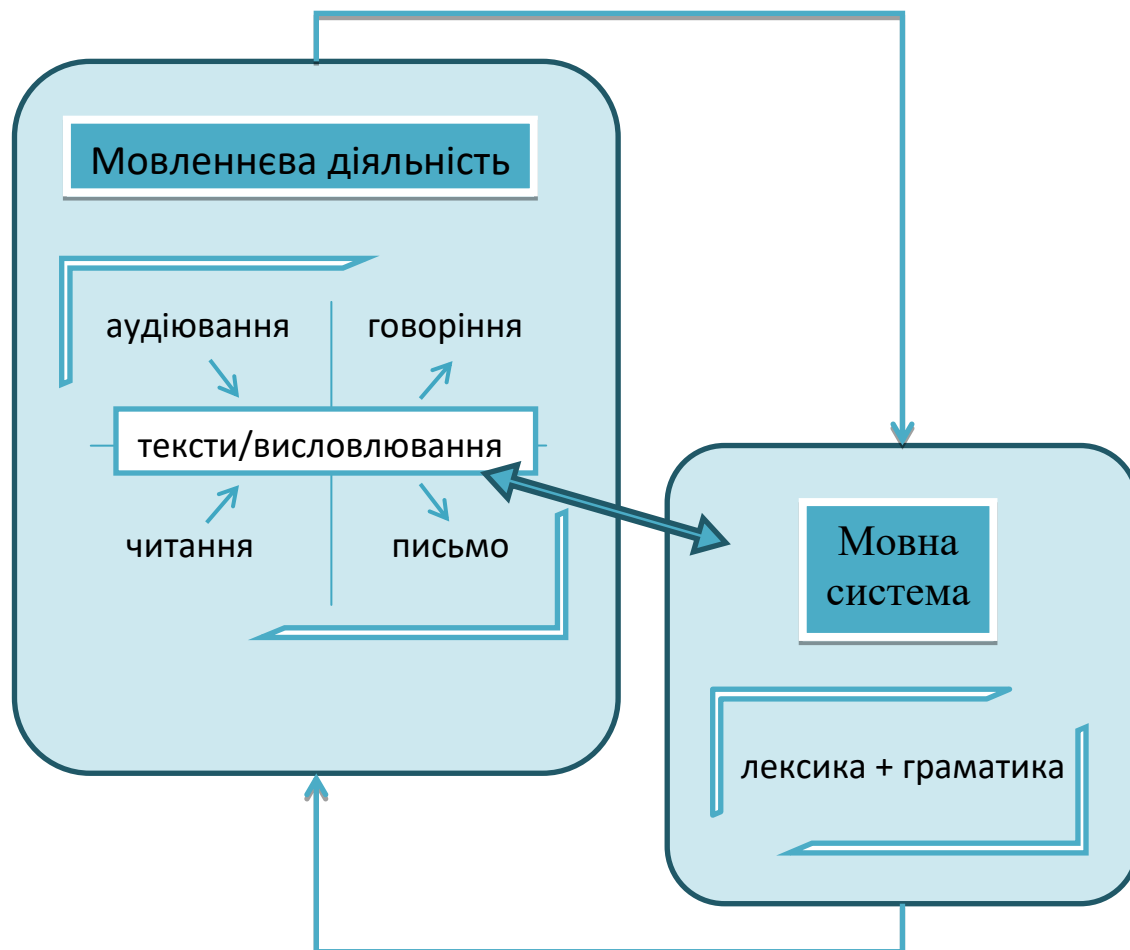 Мовленнєва діяльність
аудіювання говоріння
тексти/висловлювання
читання письмо
Мовна
система
лексика + граматика